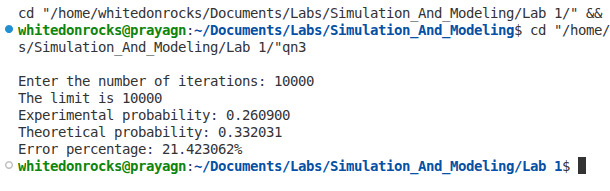 cd "/home/whitedonrocks/Documents/Labs/Simulation_And_Modeling/Lab 1/" &&
whitedonrocks@prayagn:~/Documents/Labs/Simulation_And_Modeling$ cd "/home/
s/Simulation_And_Modeling/Lab 1/"qn3

Enter the number of iterations: 10000
The limit is 10000
Experimental probability: 0.260900
Theoretical probability: 0.332031
Error percentage: 21.423062%
whitedonrocks@prayagn:~/Documents/Labs/Simulation_And_Modeling/Lab 1$